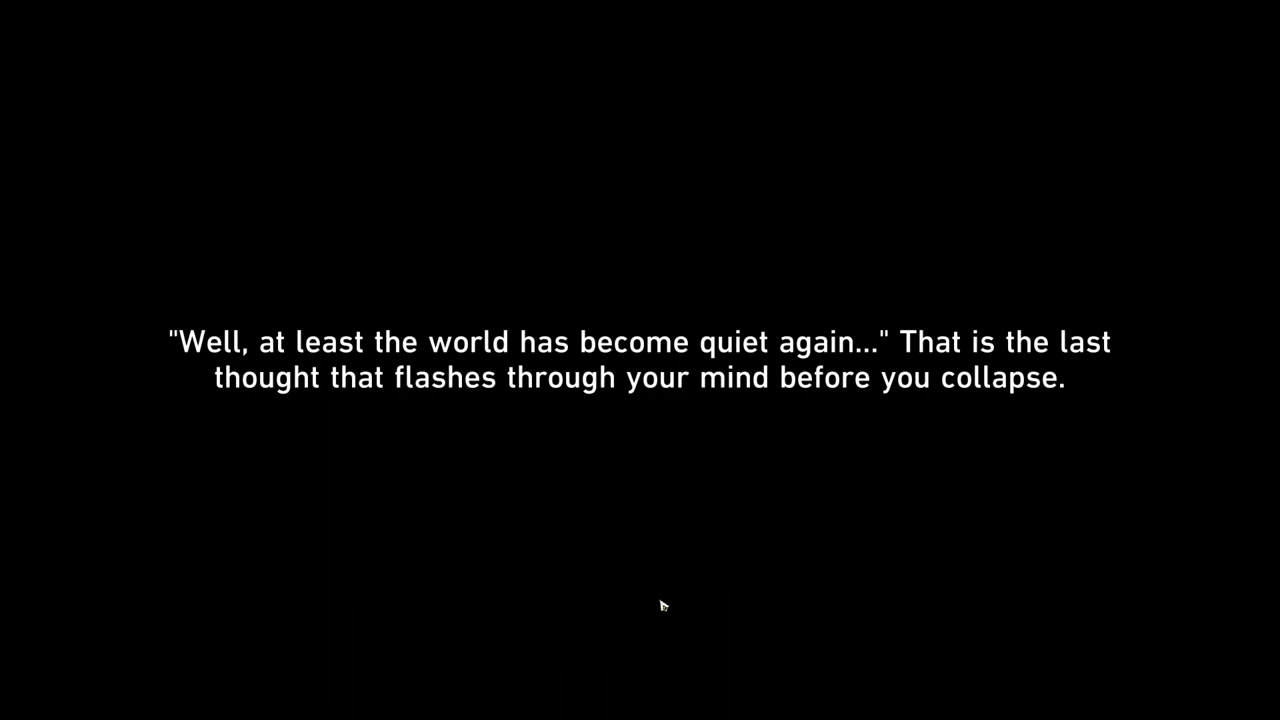 "Well, at least the world has become quiet again..." That is the last
thought that flashes through your mind before you collapse.